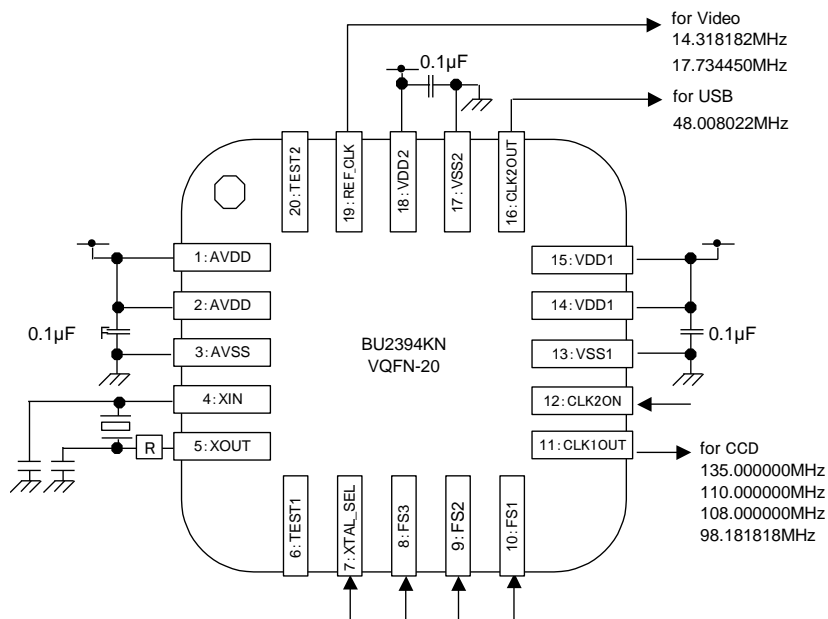 for Video
14.318182MHz
17.734450MHz
0.1µF
for USB
48.008022MHz
20:TEST2
19:REF_CLK
18:VDD2
17:VSS2
16:CLK2OUT
1:AVDD
2:AVDD
3:AVSS
4:XIN
5:XOUT
0.1µF
R
BU2394KN
VQFN-20
15:VDD1
14:VDD1
13:VSS1
12:CLK2ON
11:CLK1OUT
0.1µF
for CCD
135.000000MHz
110.000000MHz
108.000000MHz
98.181818MHz
6:TEST1
7:XTAL_SEL
8:FS3
9:FS2
10:FS1